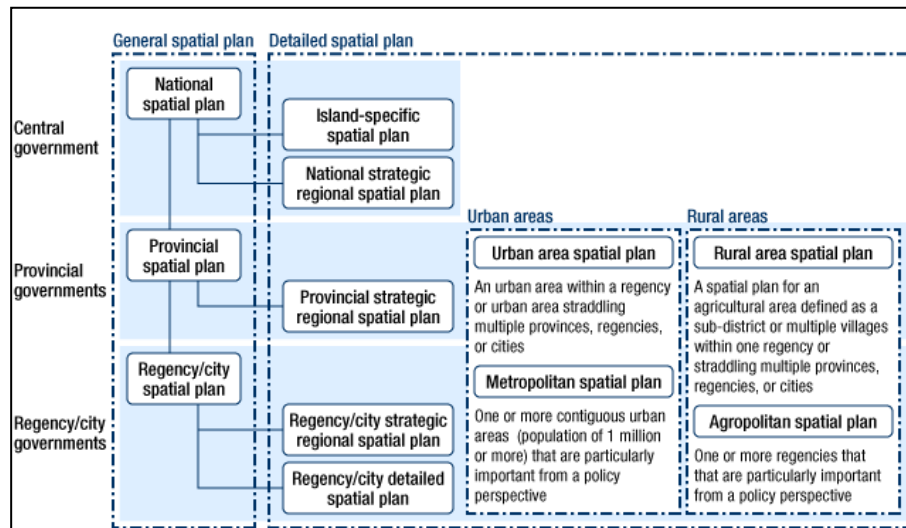 General spatial plan
Detailed spatial plan
Central
government
National
spatial plan
Island-specific
spatial plan
National strategic
regional spatial plan
Provincial
governments
Provincial
spatial plan
Provincial strategic
regional spatial plan
Regency/city
governments
Regency/city
spatial plan
Regency/city strategic
regional spatial plan
Regency/city detailed
spatial plan
Urban areas
Urban area spatial plan
An urban area within a regency
or urban area straddling
multiple provinces, regencies,
or cities
Metropolitan spatial plan
One or more contiguous urban
areas (population of 1 million
or more) that are particularly
important from a policy
perspective
Rural areas
Rural area spatial plan
A spatial plan for an
agricultural area defined as a
sub-district or multiple villages
within one regency or
straddling multiple provinces,
regencies, or cities
Agropolitan spatial plan
One or more regencies that
that are particularly important
from a policy perspective